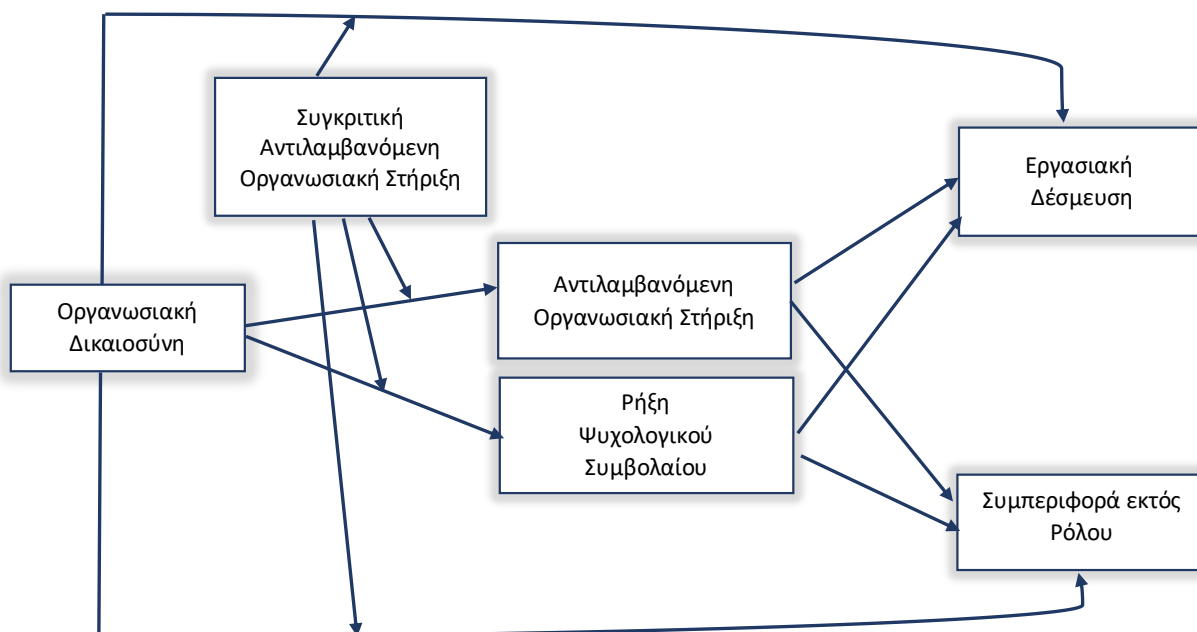 Συγκριτική
Αντιλαμβανόμενη
Οργανωσιακή Στήριξη
Εργασιακή
Δέσμευση
Οργανωσιακή
Δικαιοσύνη
Αντιλαμβανόμενη
Οργανωσιακή Στήριξη
Ρήξη
Ψυχολογικού
Συμβολαίου
Συμπεριφορά εκτός
Ρόλου